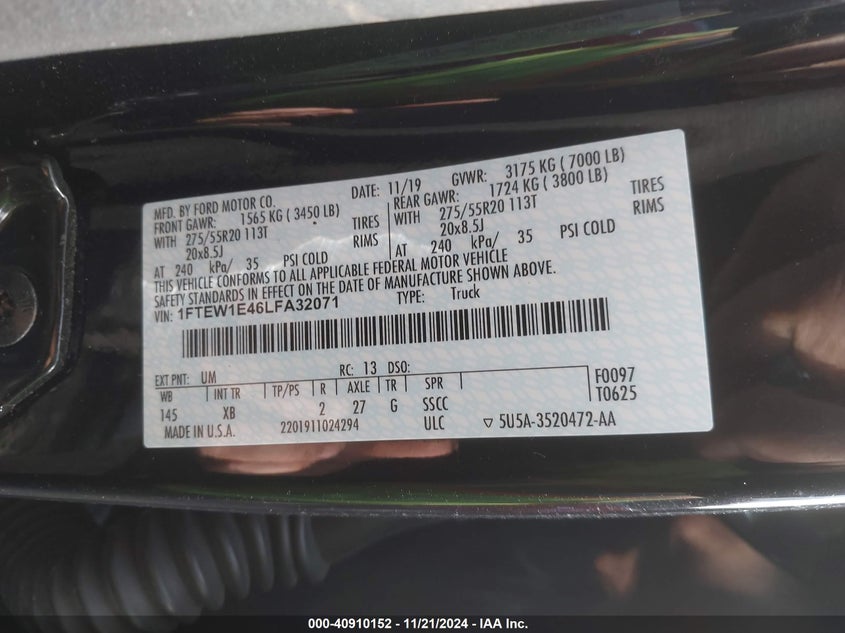 MFD. BY FORD MOTOR CO. DATE: 11/19 GVWR: 3175 KG ( 7000 LB)
FRONT GAWR: 1565 KG ( 3450 LB) REAR GAWR: 1724 KG ( 3800 LB)
WITH 275/55R20 113T TIRES WITH 275/55R20 113T TIRES
20x8.5J RIMS 20x8.5J RIMS
AT 240 kPa/ 35 PSI COLD AT 240 kPa/ 35 PSI COLD
THIS VEHICLE CONFORMS TO ALL APPLICABLE FEDERAL MOTOR VEHICLE
SAFETY STANDARDS IN EFFECT ON THE DATE OF MANUFACTURE SHOWN ABOVE.
VIN: 1FTEW1E46LFA32071 TYPE: Truck
EXT PNT: UM RC: 13 DSO: F0097
WB INT TR TP/PS R AXLE TR SPR T0625
145 XB 2 27 G SSCC
MADE IN U.S.A. 2201911024294 ULC ▽ 5U5A-3520472-AA
000-40910152 - 11/21/2024 - IAA Inc.